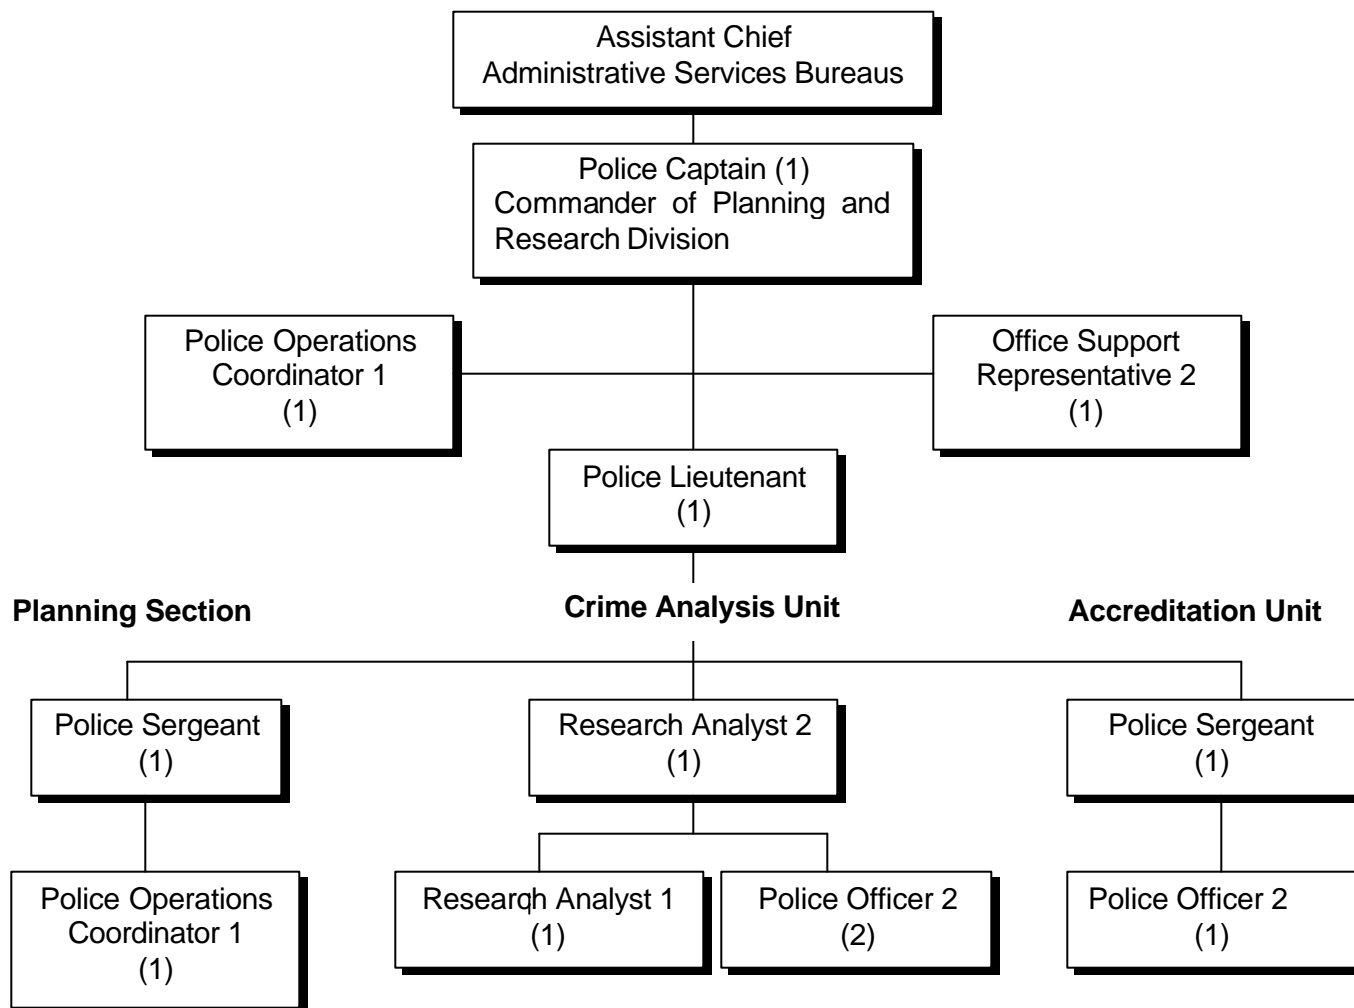 Assistant Chief
Administrative Services Bureaus
Police Captain (1)
Commander of Planning and
Research Division
Police Operations
Coordinator 1
(1)
Office Support
Representative 2
(1)
Police Lieutenant
(1)
Planning Section
Crime Analysis Unit
Accreditation Unit
Police Sergeant
(1)
Research Analyst 2
(1)
Police Sergeant
(1)
Police Operations
Coordinator 1
(1)
Research Analyst 1
(1)
Police Officer 2
(2)
Police Officer 2
(1)